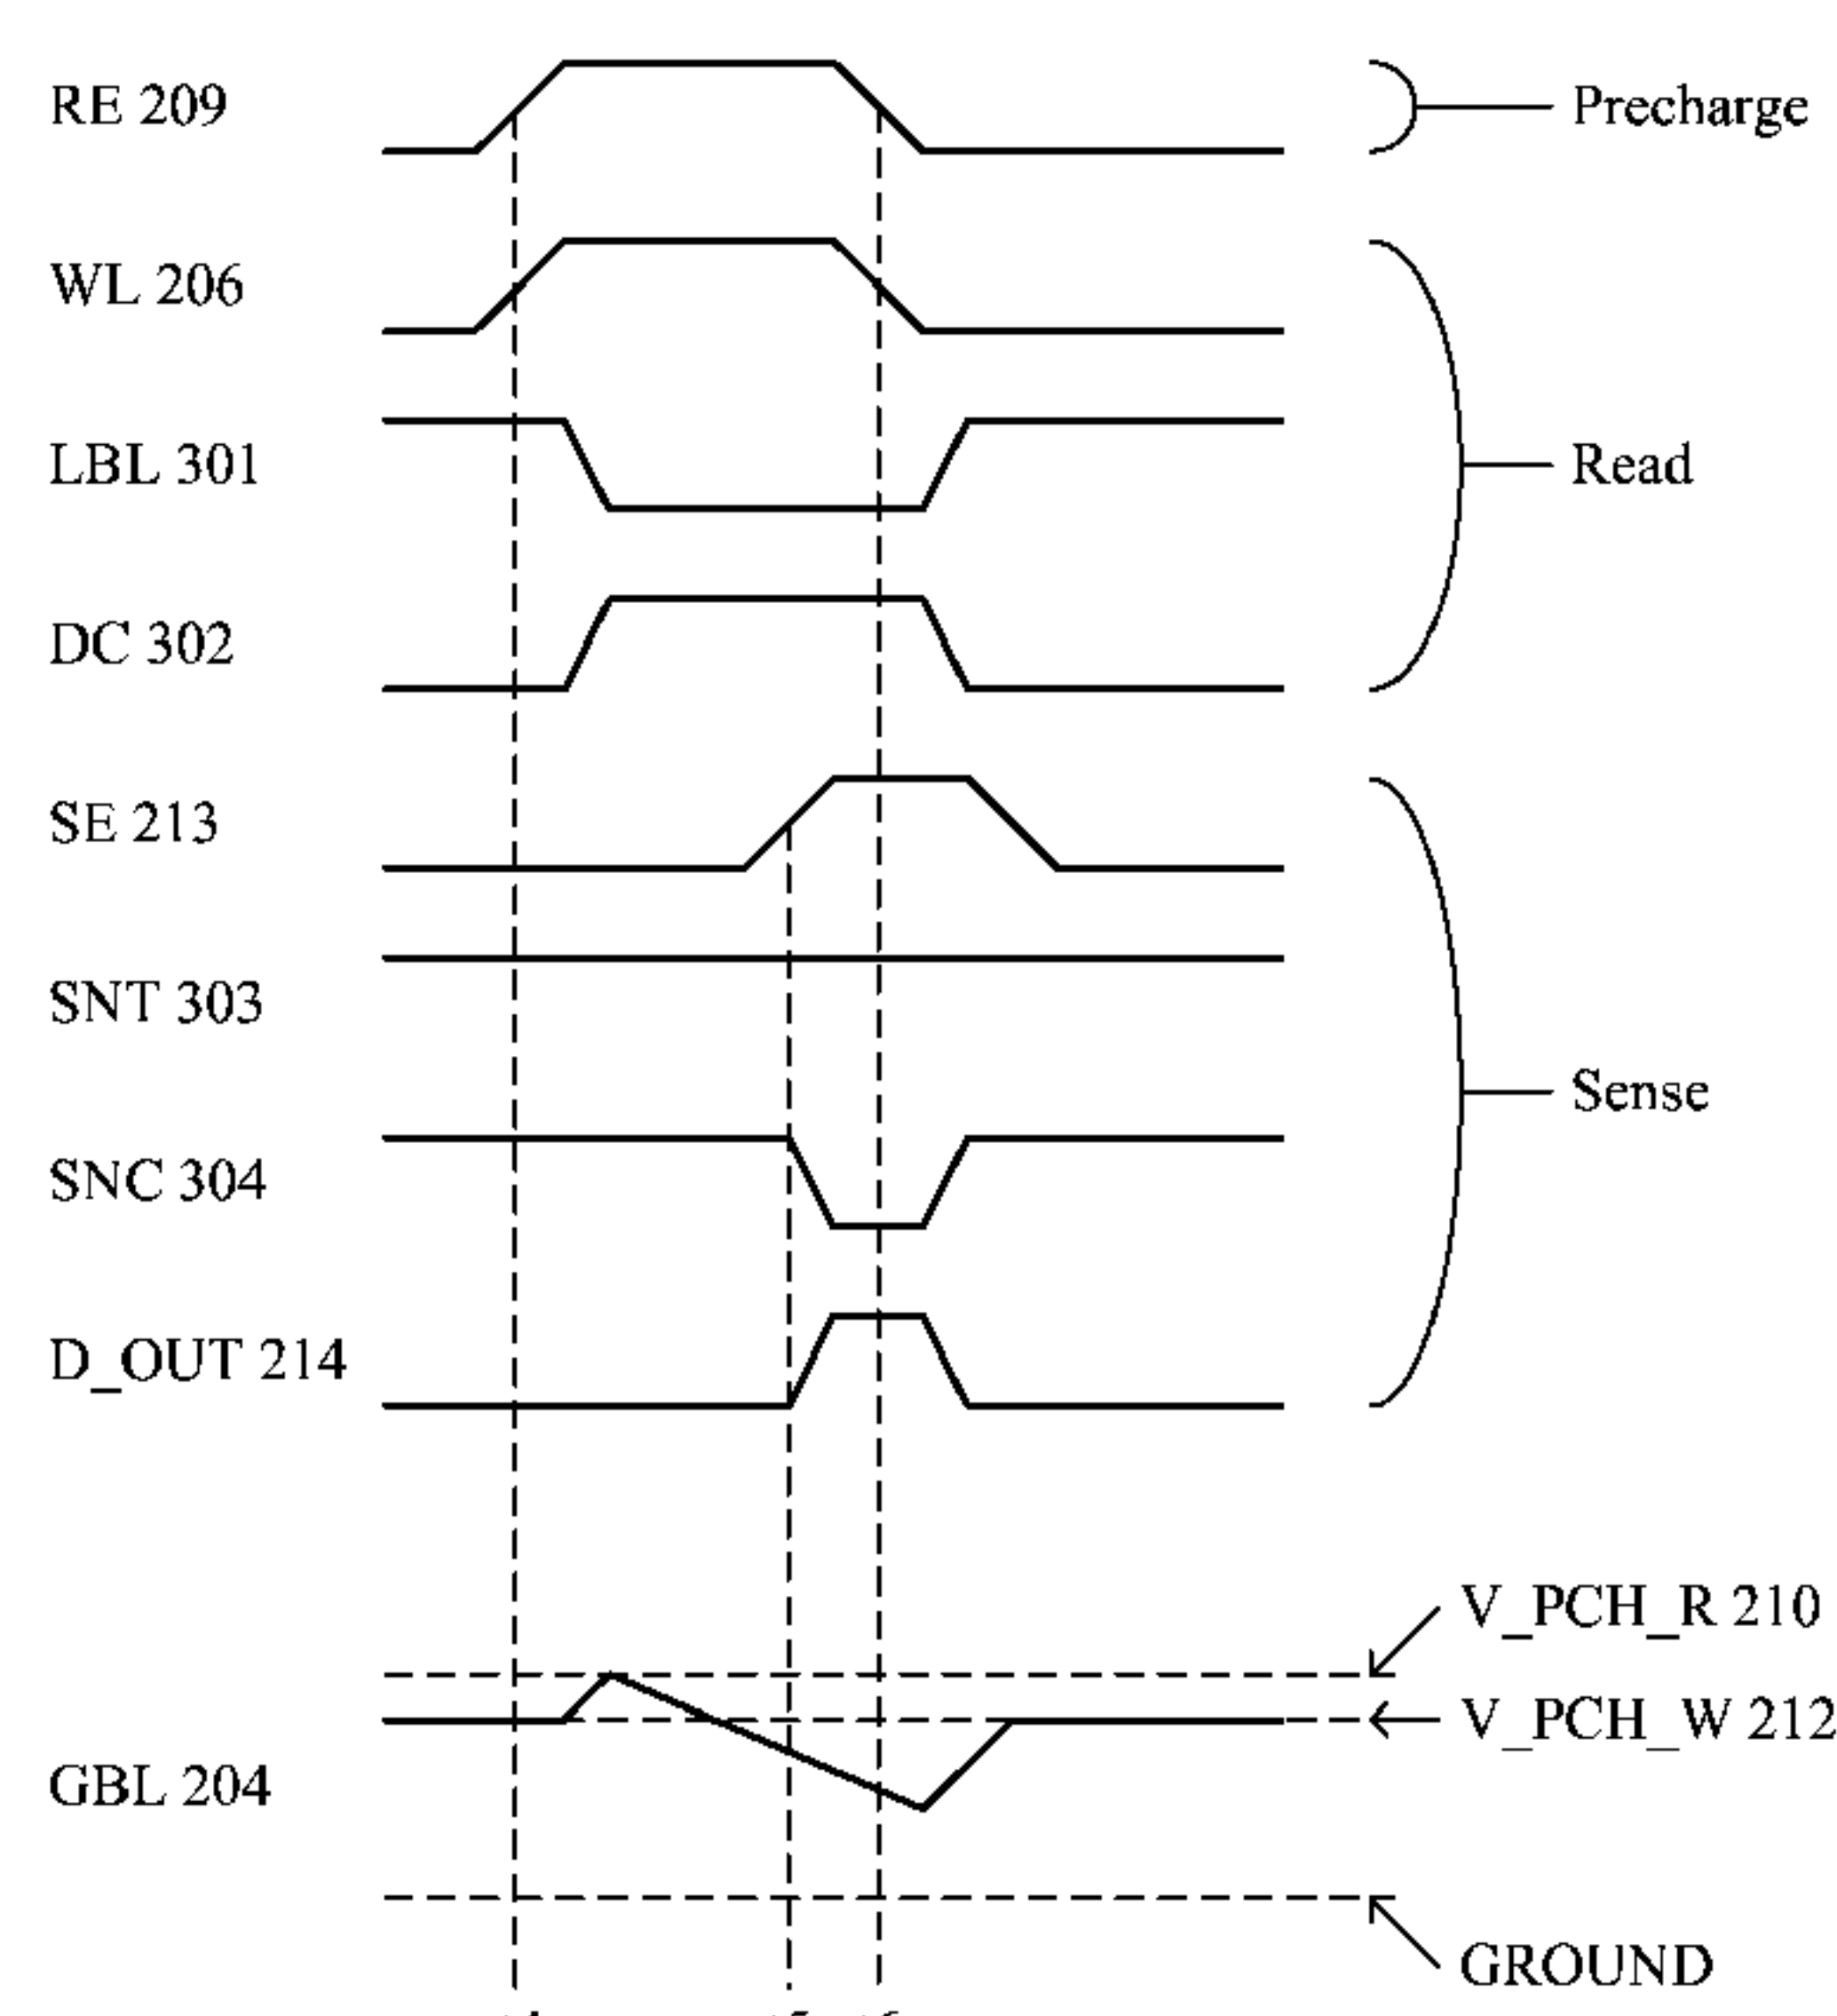 RE 209
Precharge
WL 206
LBL 301
Read
DC 302
SE 213
SNT 303
Sense
SNC 304
D_OUT 214
V_PCH_R 210
V_PCH_W 212
GBL 204
GROUND